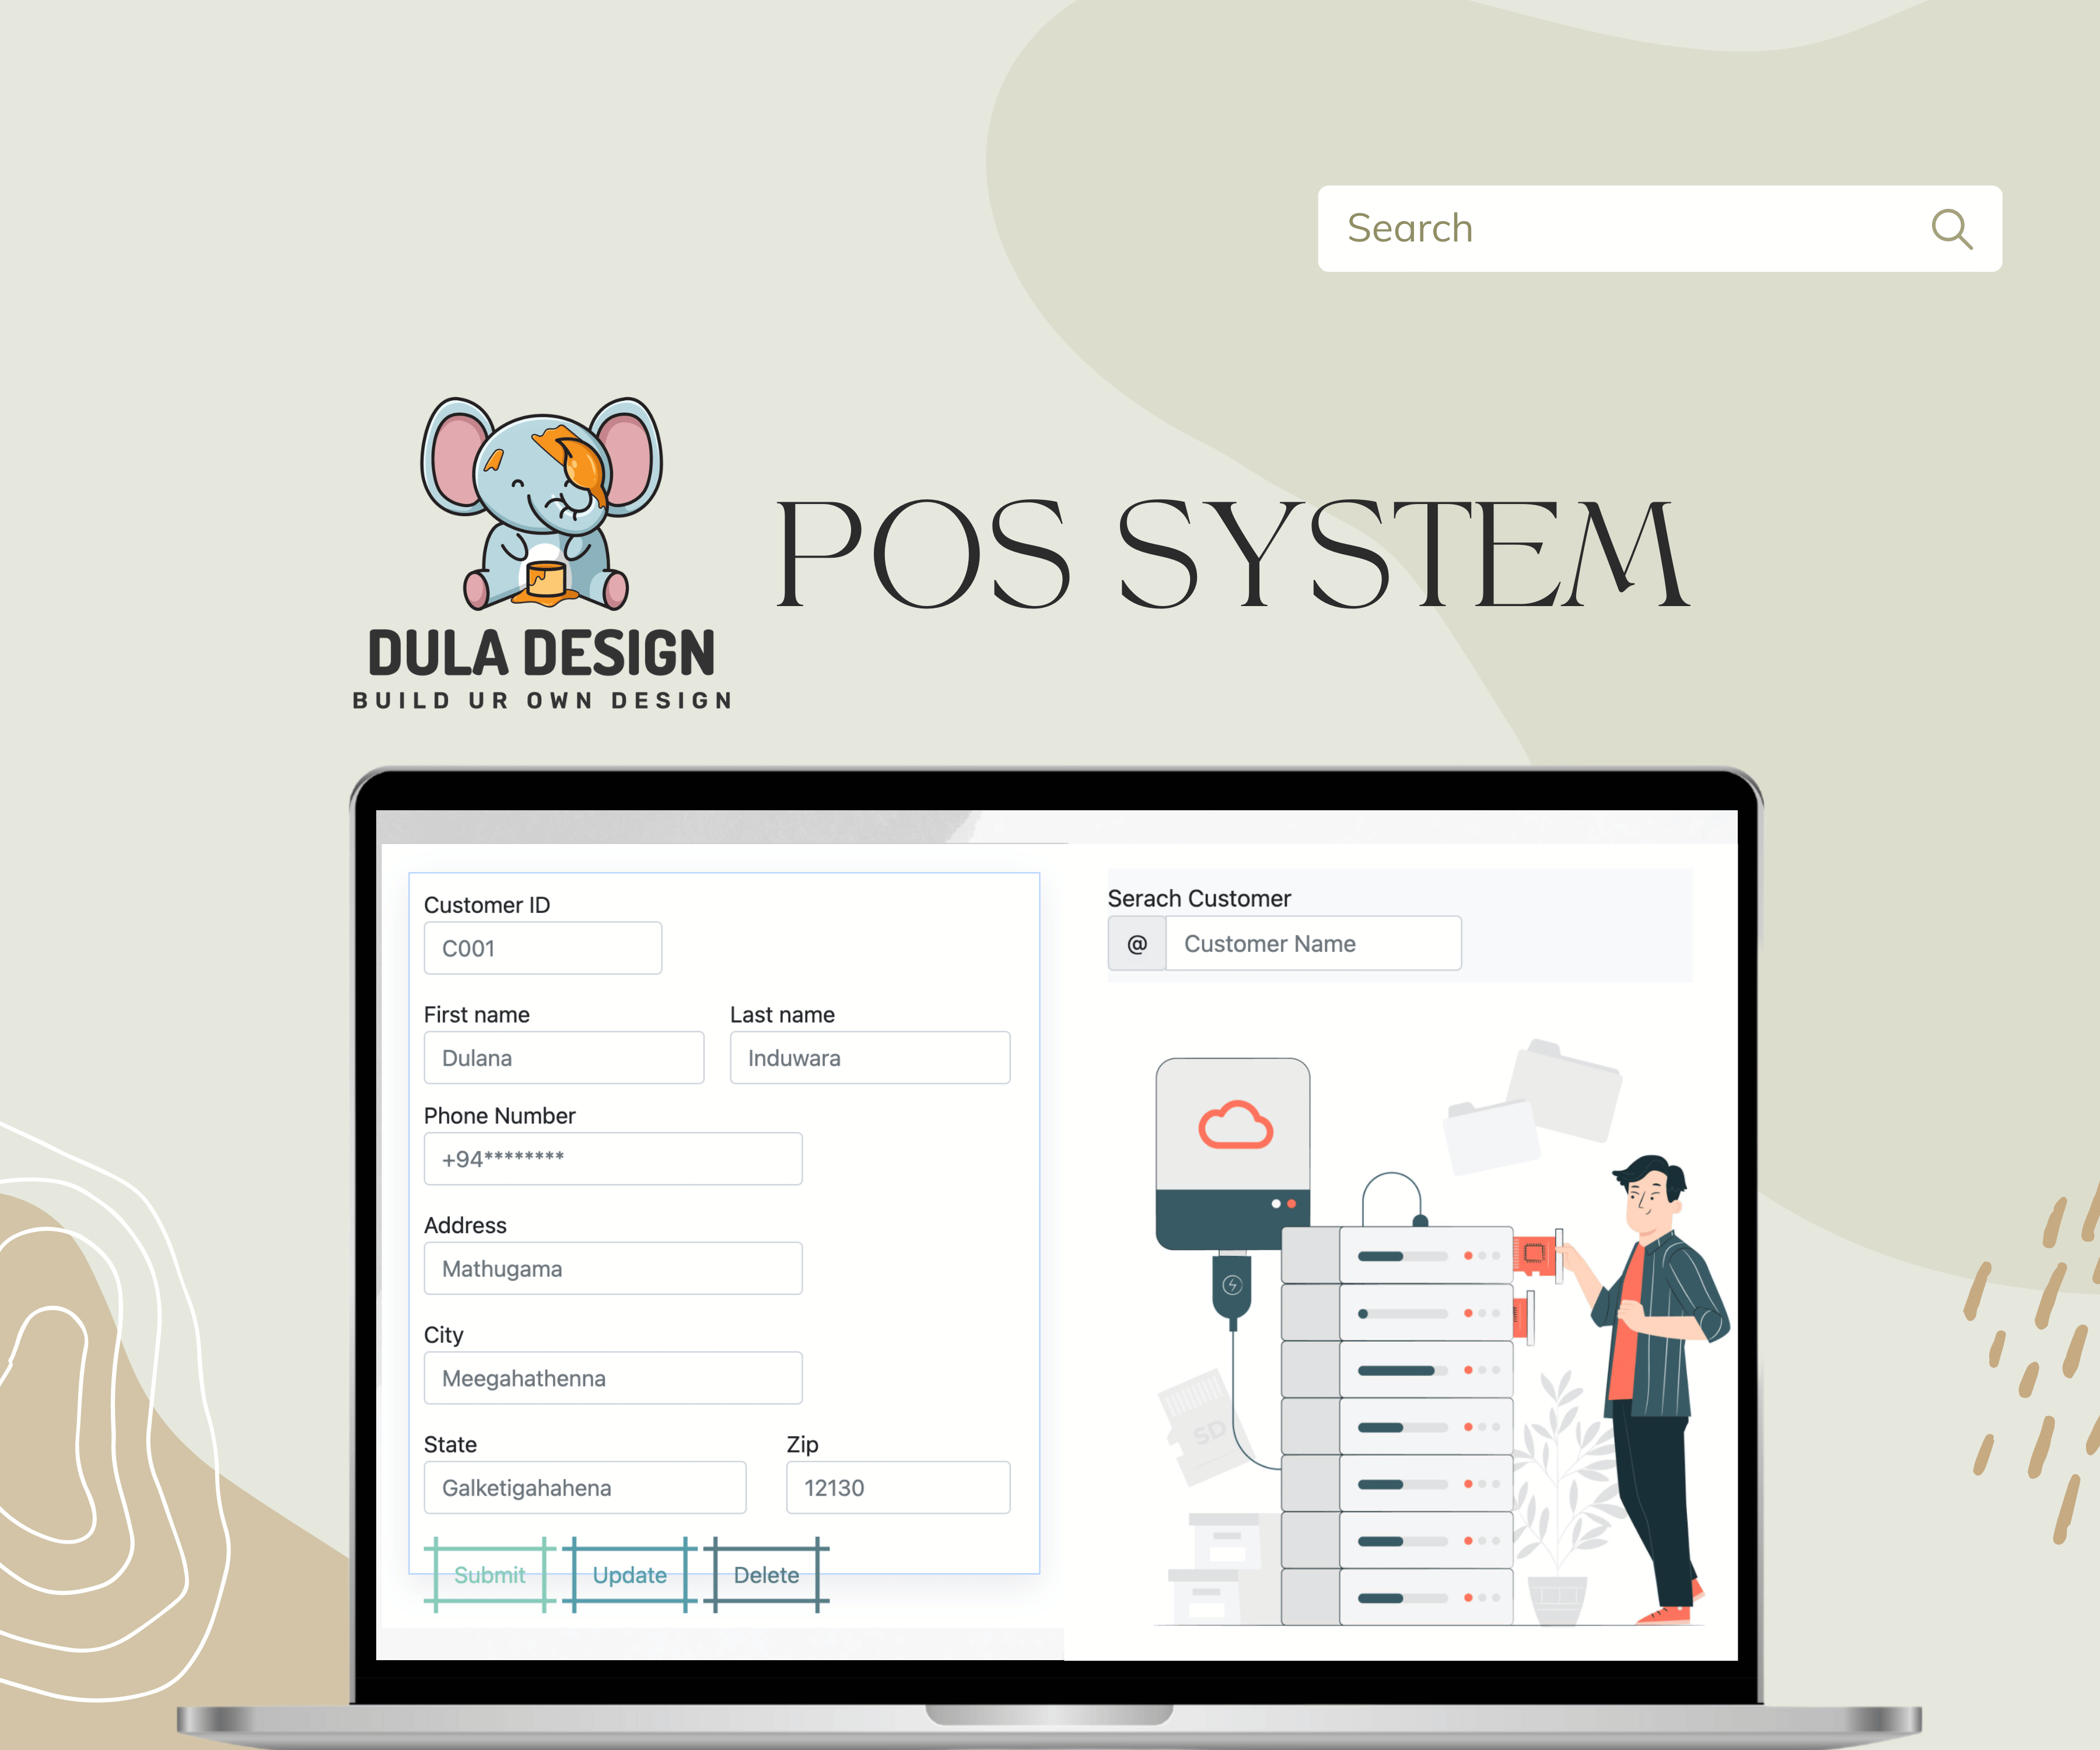 Search
POS SYSTEM
DULA DESIGN
BUILD UR OWN DESIGN
Customer ID
C001
First name Last name
Dulana Induwara
Phone Number
+94********
Address
Mathugama
City
Meegahathenna
State Zip
Galketigahahena 12130
Submit Update Delete
Serach Customer
@ Customer Name
SD